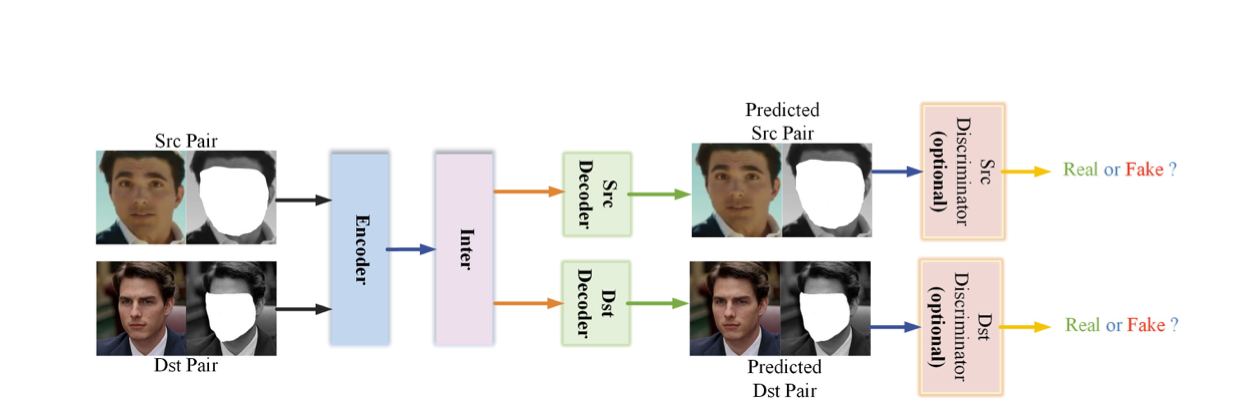 Src Pair
Dst Pair
Encoder
Inter
Src
Decoder
Dst
Decoder
Predicted
Src Pair
Predicted
Dst Pair
Src
Discriminator
(optional)
Real or Fake ?
Dst
Discriminator
(optional)
Real or Fake ?